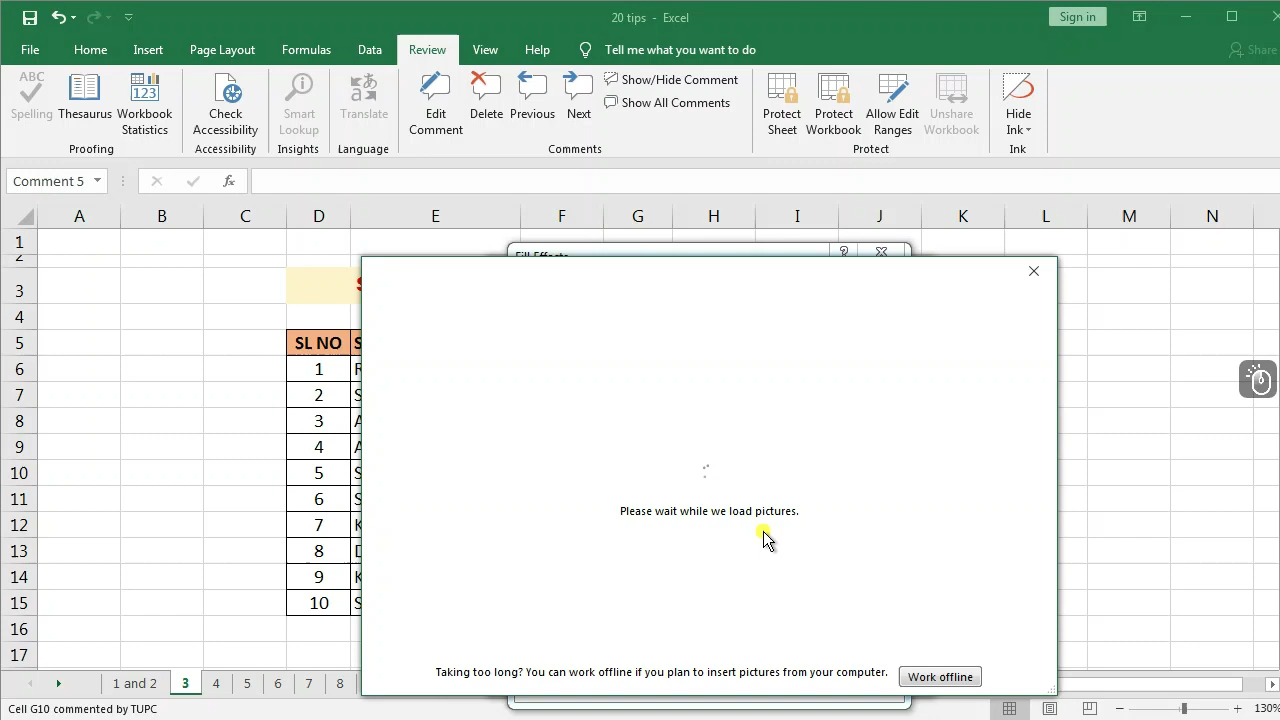 20 tips - Excel
Sign in
File Home Insert Page Layout Formulas Data Review View Help Tell me what you want to do Share
ABC
Spelling
Thesaurus
123
Workbook Statistics
Check Accessibility
Smart Lookup
Translate
Edit Comment
Delete
Previous
Next
Show/Hide Comment
Show All Comments
Protect Sheet
Protect Workbook
Allow Edit Ranges
Unshare Workbook
Hide Ink
Proofing Accessibility Insights Language Comments Protect Ink
Comment 5 fx
A B C D E F G H I J K L M N
1
2
Fill Effects ?
3 S
4
5 SL NO S
6 1 R
7 2 S
8 3 A
9 4 A
10 5 S
11 6 S
12 7 K
13 8 D
14 9 K
15 10 S
16
17
Please wait while we load pictures.
Taking too long? You can work offline if you plan to insert pictures from your computer. Work offline
1 and 2 3 4 5 6 7 8
Cell G10 commented by TUPC
130%